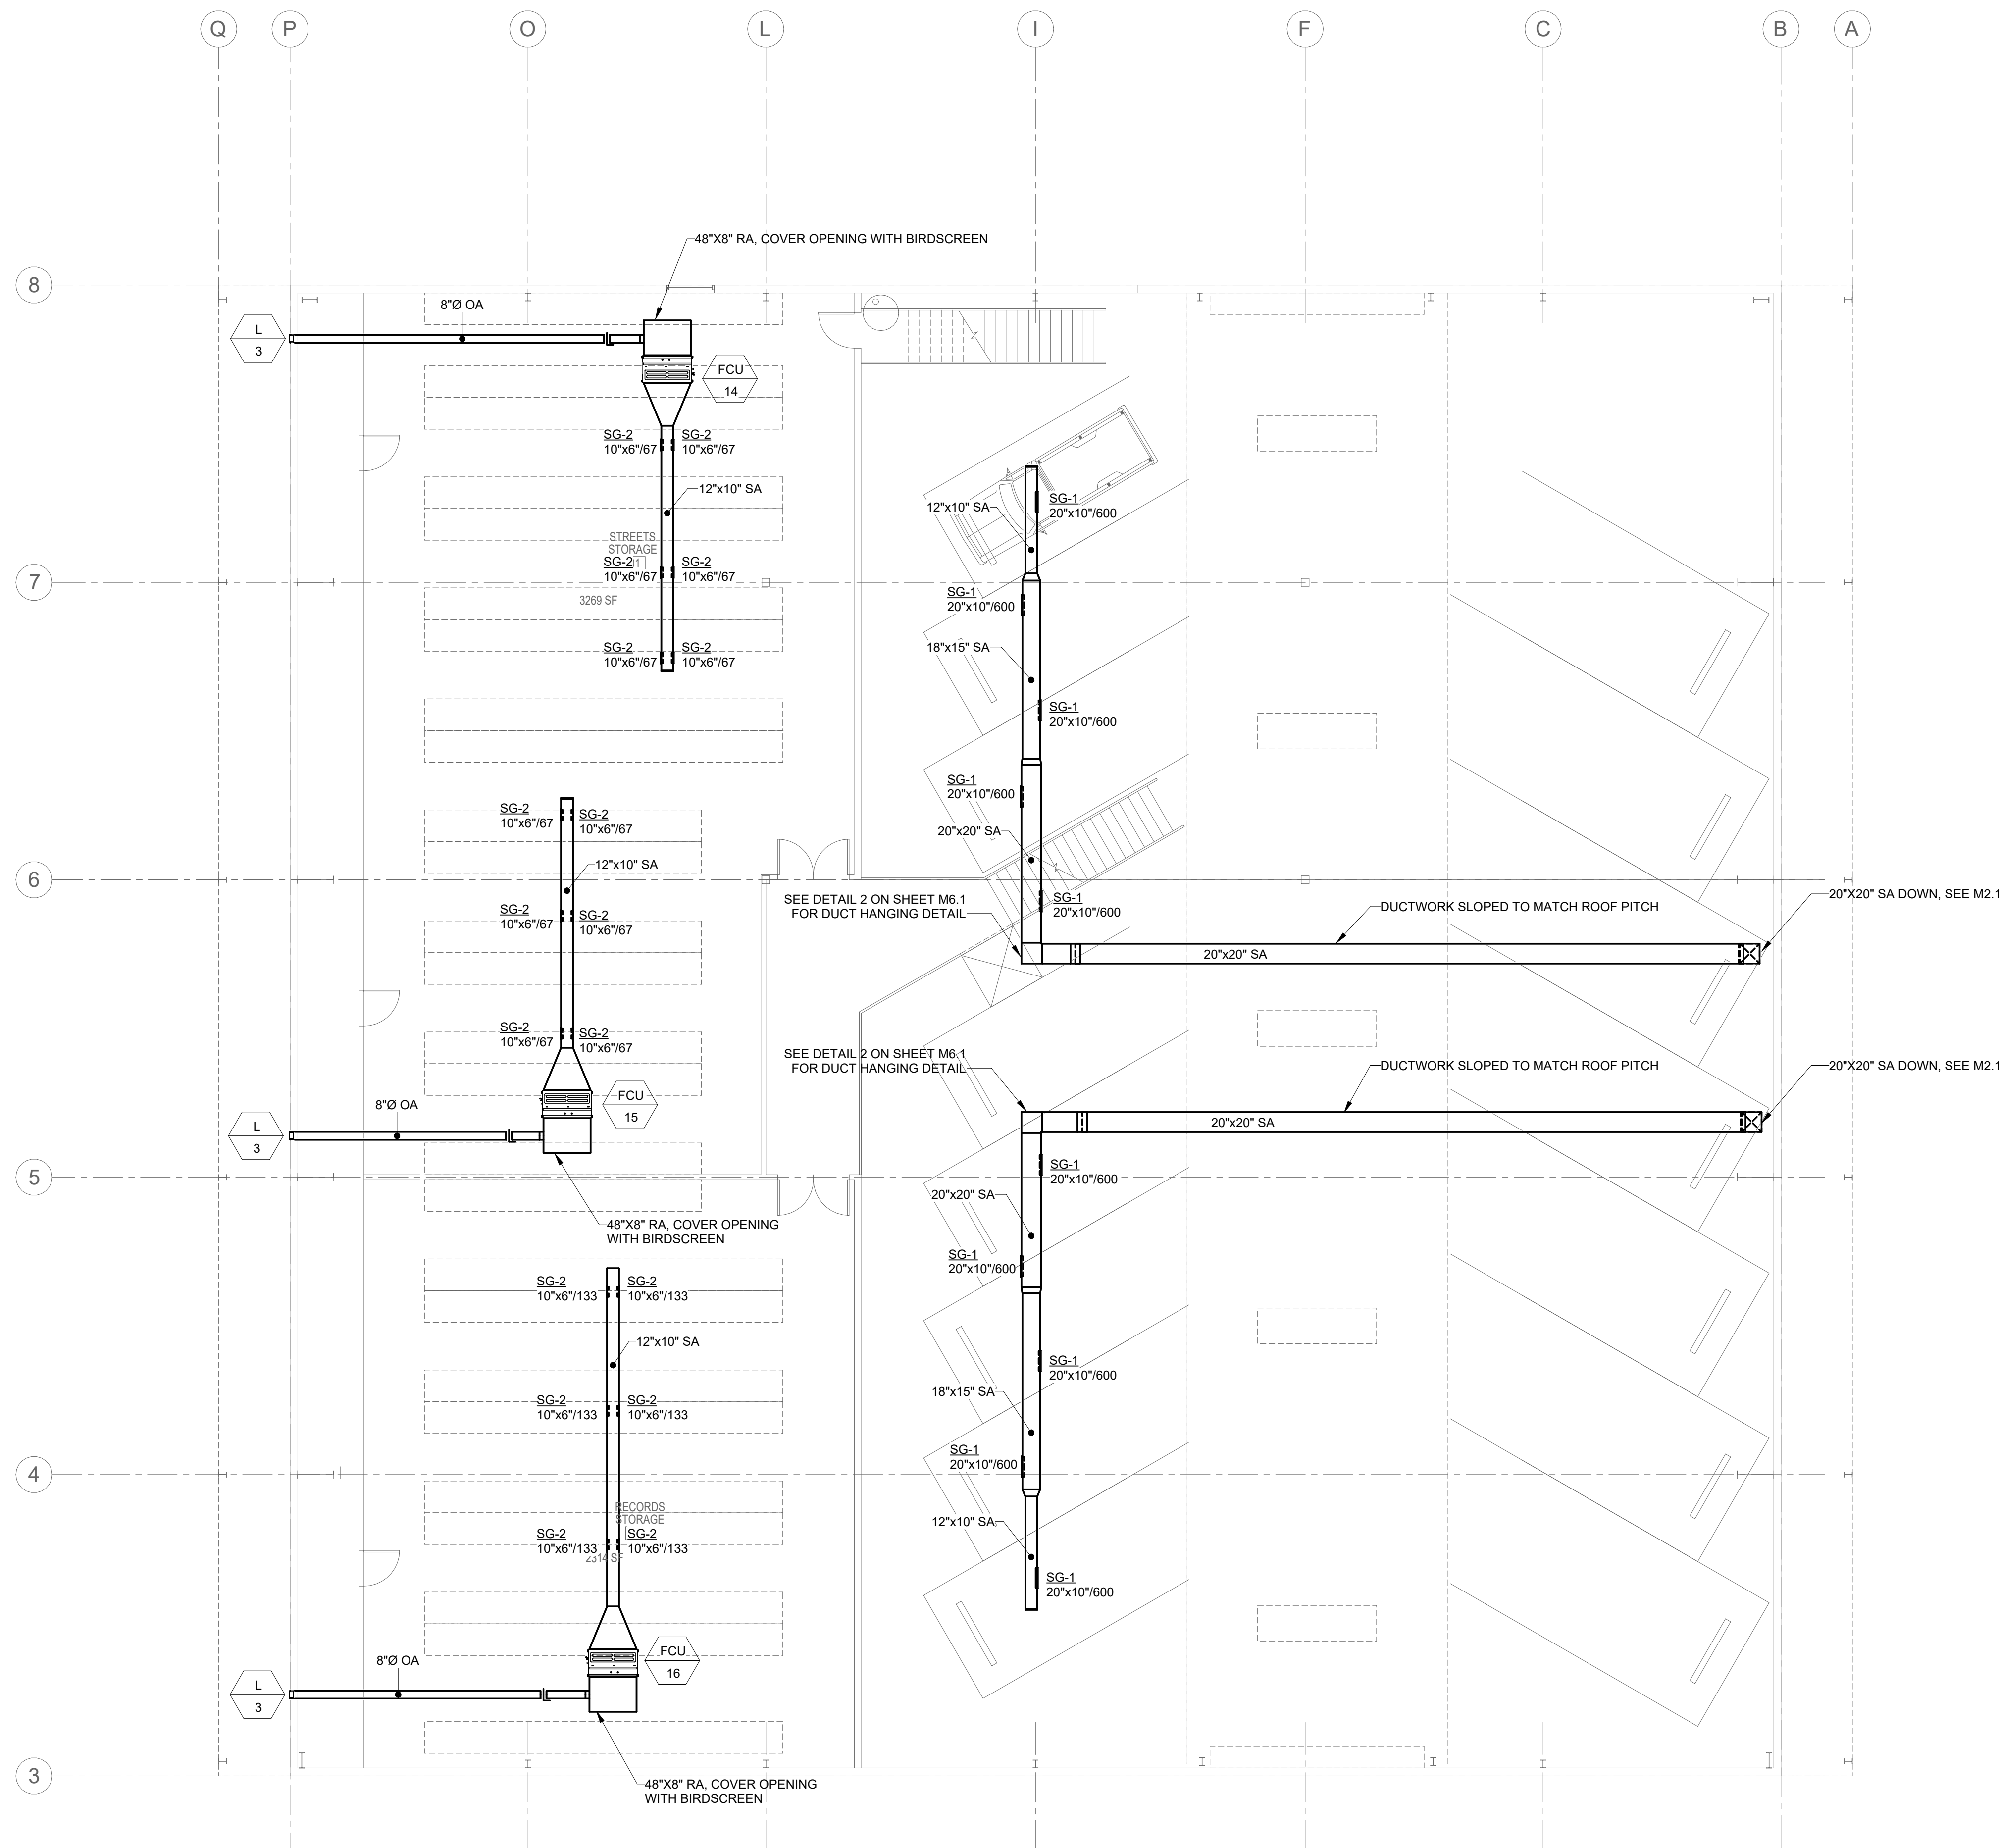 Q
P
O
L
I
F
C
B
A
48"X8" RA, COVER OPENING WITH BIRDSCREEN
8
8"Ø OA
L
3
FCU
14
SG-2
10"x6"/67
SG-2
10"x6"/67
12"x10" SA
STREETS
STORAGE
SG-2
10"x6"/67
SG-2
10"x6"/67
3269 SF
SG-2
10"x6"/67
SG-2
10"x6"/67
7
12"x10" SA
SG-1
20"x10"/600
SG-1
20"x10"/600
18"x15" SA
SG-1
20"x10"/600
SG-1
20"x10"/600
20"x20" SA
SG-1
20"x10"/600
SG-2
10"x6"/67
SG-2
10"x6"/67
12"x10" SA
6
SG-2
10"x6"/67
SG-2
10"x6"/67
SEE DETAIL 2 ON SHEET M6.1
FOR DUCT HANGING DETAIL
DUCTWORK SLOPED TO MATCH ROOF PITCH
20"X20" SA DOWN, SEE M2.1
20"x20" SA
SG-2
10"x6"/67
SG-2
10"x6"/67
SEE DETAIL 2 ON SHEET M6.1
FOR DUCT HANGING DETAIL
DUCTWORK SLOPED TO MATCH ROOF PITCH
20"X20" SA DOWN, SEE M2.1
FCU
15
8"Ø OA
L
3
20"x20" SA
5
SG-1
20"x10"/600
20"x20" SA
48"X8" RA, COVER OPENING
WITH BIRDSCREEN
SG-1
20"x10"/600
SG-2
10"x6"/133
SG-2
10"x6"/133
12"x10" SA
SG-1
20"x10"/600
18"x15" SA
SG-2
10"x6"/133
SG-2
10"x6"/133
SG-1
20"x10"/600
4
RECORDS
STORAGE
12"x10" SA
SG-2
10"x6"/133
SG-2
10"x6"/133
2314 SF
SG-1
20"x10"/600
FCU
16
8"Ø OA
L
3
3
48"X8" RA, COVER OPENING
WITH BIRDSCREEN